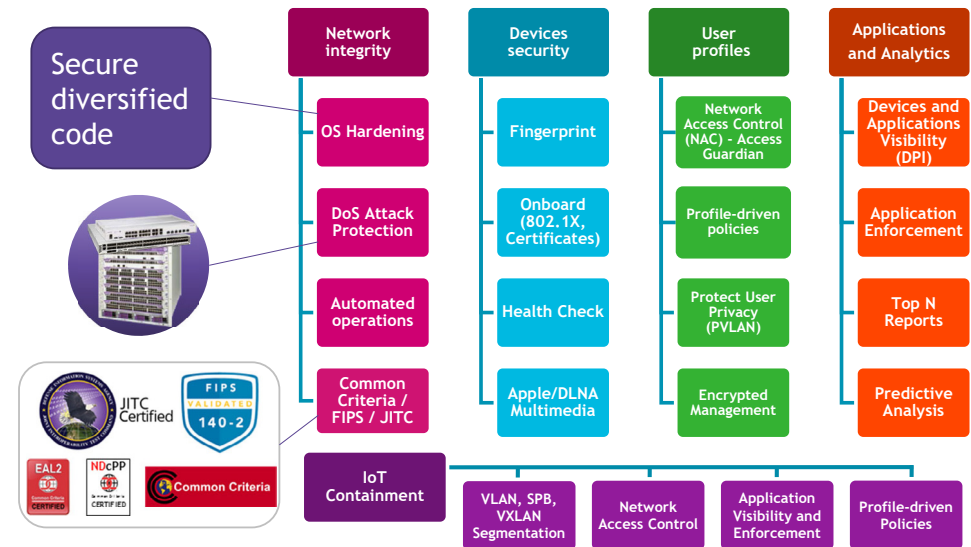 Secure
diversified
code
Network
integrity
OS Hardening
DoS Attack
Protection
Automated
operations
Common
Criteria /
FIPS / JITC
Devices
security
Fingerprint
Onboard
(802.1X,
Certificates)
Health Check
Apple/DLNA
Multimedia
User
profiles
Network
Access Control
(NAC) - Access
Guardian
Profile-driven
policies
Protect User
Privacy
(PVLAN)
Encrypted
Management
Applications
and Analytics
Devices and
Applications
Visibility
(DPI)
Application
Enforcement
Top N
Reports
Predictive
Analysis
JITC
Certified
FIPS
VALIDATED
140-2
EAL2
Common Criteria
CERTIFIED
NDcPP
Common Criteria
CERTIFIED
Common Criteria
IoT
Containment
VLAN, SPB,
VXLAN
Segmentation
Network
Access Control
Application
Visibility and
Enforcement
Profile-driven
Policies